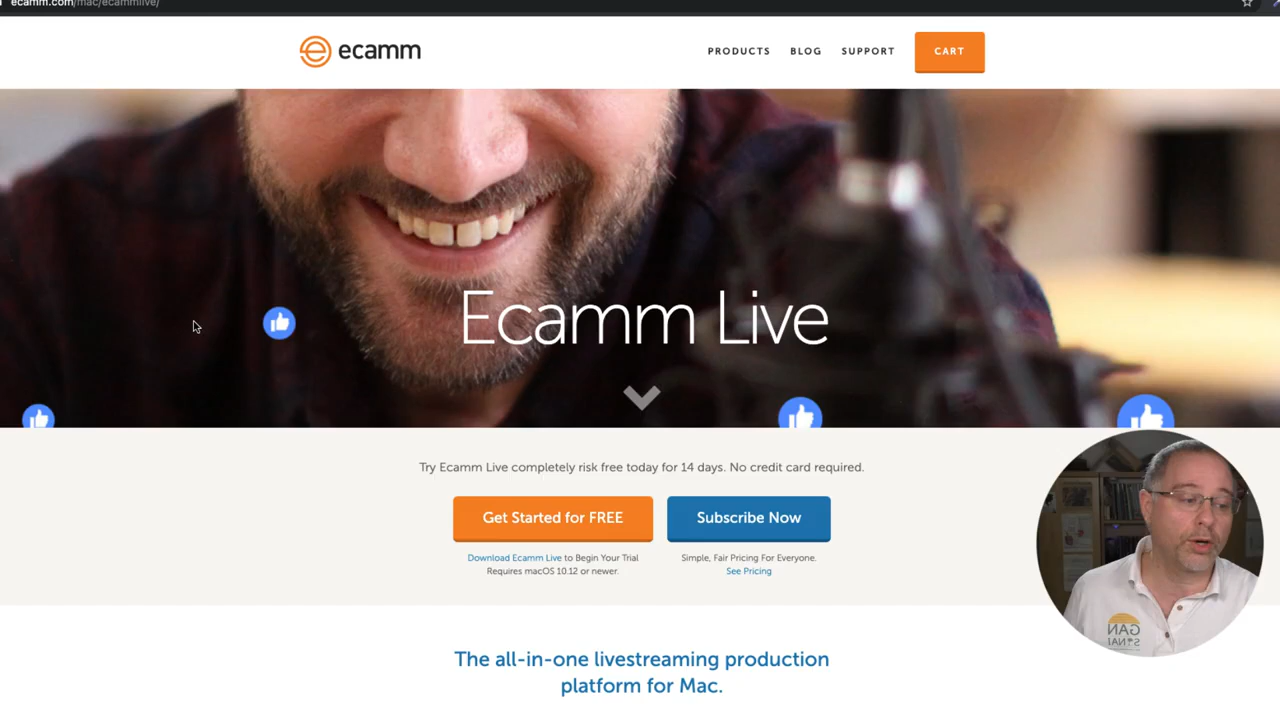 ecamm.com/mac/ecammlive/
ecamm
PRODUCTS BLOG SUPPORT CART
Ecamm Live
Try Ecamm Live completely risk free today for 14 days. No credit card required.
Get Started for FREE
Subscribe Now
Download Ecamm Live to Begin Your Trial
Requires macOS 10.12 or newer.
Simple, Fair Pricing For Everyone.
See Pricing
The all-in-one livestreaming production
platform for Mac.
GAN
SINAI